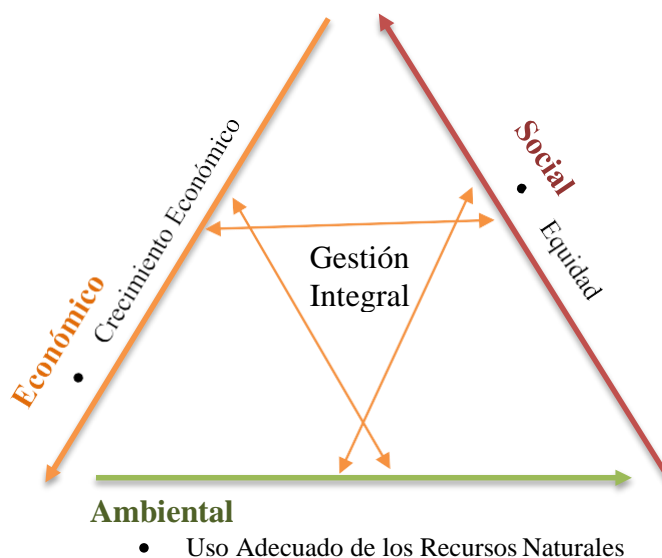 Económico
• Crecimiento Económico
Social
• Equidad
Gestión
Integral
Ambiental
• Uso Adecuado de los Recursos Naturales